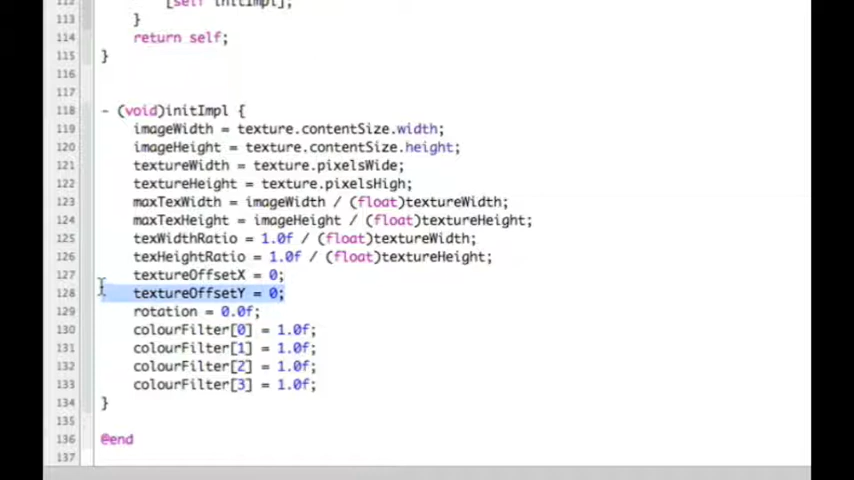 112 [self initImpl];
113 }
114 return self;
115 }
116
117
118 - (void)initImpl {
119 imageWidth = texture.contentSize.width;
120 imageHeight = texture.contentSize.height;
121 textureWidth = texture.pixelsWide;
122 textureHeight = texture.pixelsHigh;
123 maxTexWidth = imageWidth / (float)textureWidth;
124 maxTexHeight = imageHeight / (float)textureHeight;
125 texWidthRatio = 1.0f / (float)textureWidth;
126 texHeightRatio = 1.0f / (float)textureHeight;
127 textureOffsetX = 0;
128 textureOffsetY = 0;
129 rotation = 0.0f;
130 colourFilter[0] = 1.0f;
131 colourFilter[1] = 1.0f;
132 colourFilter[2] = 1.0f;
133 colourFilter[3] = 1.0f;
134 }
135
136 @end
137